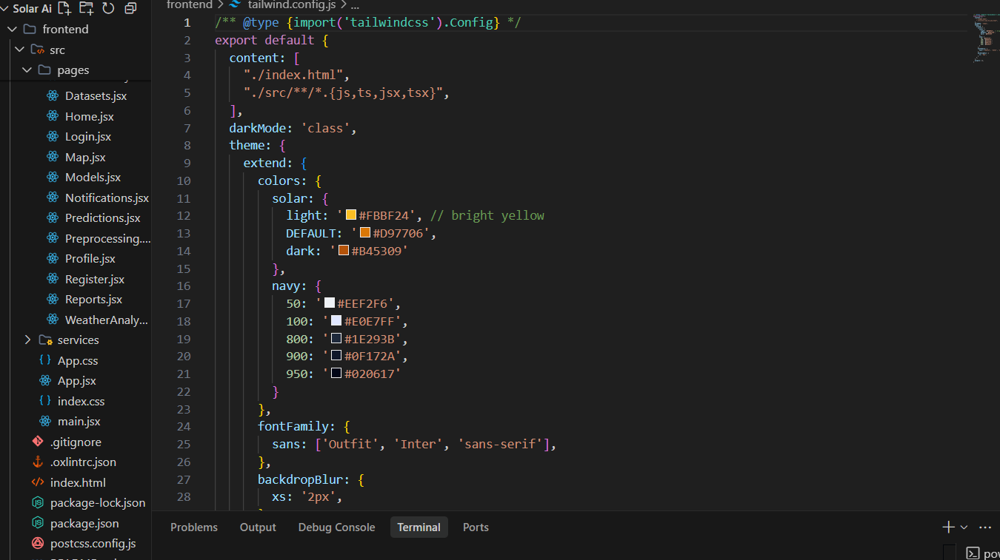 Solar Ai
frontend
src
pages
Datasets.jsx
Home.jsx
Login.jsx
Map.jsx
Models.jsx
Notifications.jsx
Predictions.jsx
Preprocessing....
Profile.jsx
Register.jsx
Reports.jsx
WeatherAnaly...
services
App.css
App.jsx
index.css
main.jsx
.gitignore
.oxlintrc.json
index.html
package-lock.json
package.json
postcss.config.js
frontend > tailwind.config.js > ...
1 /** @type {import('tailwindcss').Config} */
2 export default {
3 content: [
4 "./index.html",
5 "./src/**/*.{js,ts,jsx,tsx}",
6 ],
7 darkMode: 'class',
8 theme: {
9 extend: {
10 colors: {
11 solar: {
12 light: '#FBBF24', // bright yellow
13 DEFAULT: '#D97706',
14 dark: '#B45309'
15 },
16 navy: {
17 50: '#EEF2F6',
18 100: '#E0E7FF',
19 800: '#1E293B',
20 900: '#0F172A',
21 950: '#020617'
22 }
23 },
24 fontFamily: {
25 sans: ['Outfit', 'Inter', 'sans-serif'],
26 },
27 backdropBlur: {
28 xs: '2px',
Problems Output Debug Console Terminal Ports
pow